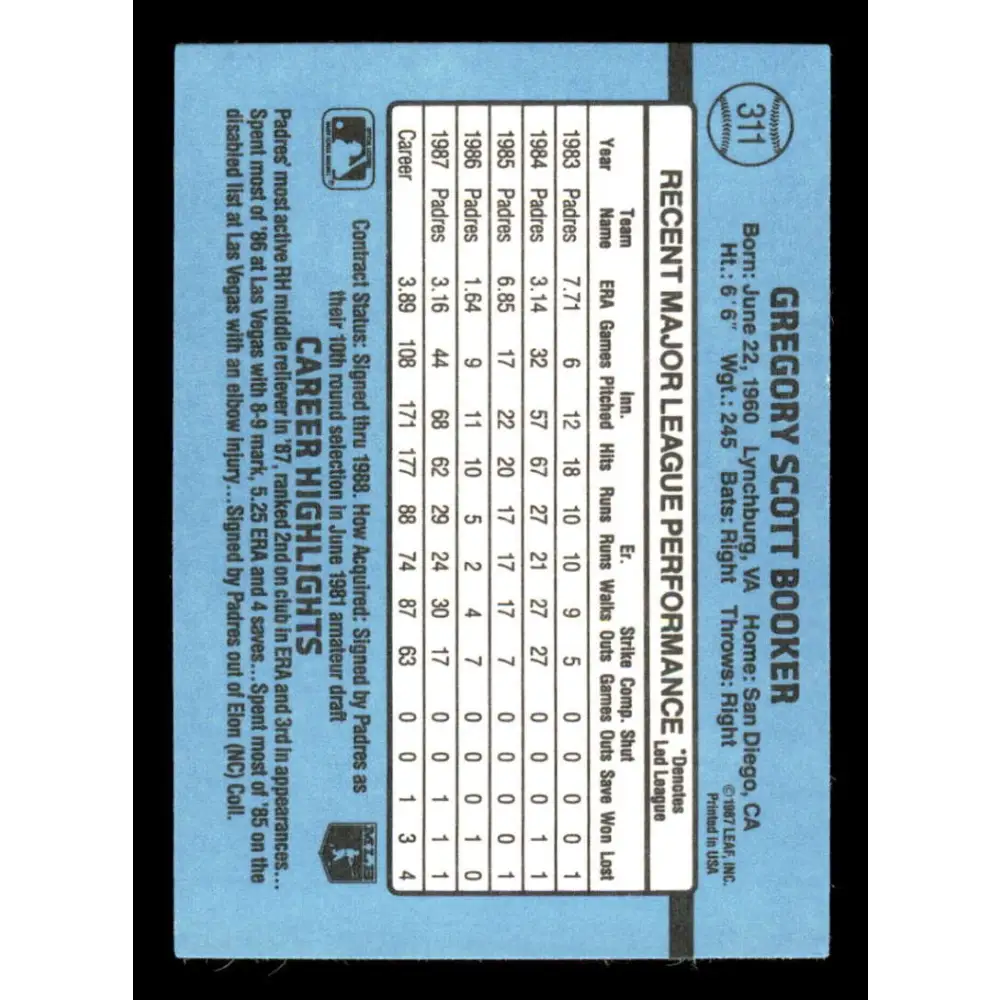 311
GREGORY SCOTT BOOKER
Born: June 22, 1960 Lynchburg, VA Home: San Diego, CA
Ht.: 6'6" Wgt.: 245 Bats: Right Throws: Right
©1987 LEAF, INC.
Printed in USA
RECENT MAJOR LEAGUE PERFORMANCE
*Denotes
Led League
Team Inn. Er. Strike Comp. Shut
Year Name ERA Games Pitched Hits Runs Runs Walks Outs Games Outs Save Won Lost
1983 Padres 7.71 6 12 18 10 10 9 5 0 0 0 0 1
1984 Padres 3.14 32 57 67 27 21 27 27 0 0 0 1 1
1985 Padres 6.85 17 22 20 17 17 17 7 0 0 0 0 1
1986 Padres 1.64 9 11 10 5 2 4 7 0 0 0 1 0
1987 Padres 3.16 44 68 62 29 24 30 17 0 0 1 1 1
Career 3.89 108 171 177 88 74 87 63 0 0 1 3 4
Contract Status: Signed thru 1988. How Acquired: Signed by Padres as
their 10th round selection in June 1981 amateur draft
MLB
CAREER HIGHLIGHTS
Padres' most active RH middle reliever in '87, ranked 2nd on club in ERA and 3rd in appearances...
Spent most of '86 at Las Vegas with 8-9 mark, 5.25 ERA and 4 saves...Spent most of '85 on the
disabled list at Las Vegas with an elbow injury...Signed by Padres out of Elon (NC) Coll.